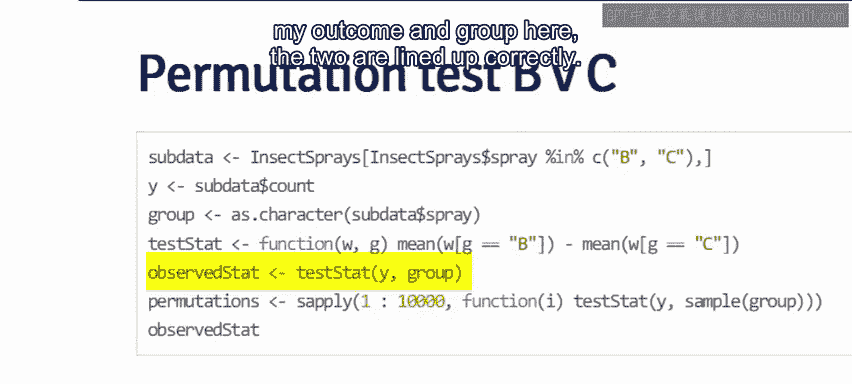 my outcome and group here,
the two are lined up correctly.
Permutation test B v C
subdata <- InsectSprays[InsectSprays$spray %in% c("B", "C"),]
y <- subdata$count
group <- as.character(subdata$spray)
testStat <- function(w, g) mean(w[g == "B"]) - mean(w[g == "C"])
observedStat <- testStat(y, group)
permutations <- sapply(1 : 10000, function(i) testStat(y, sample(group)))
observedStat